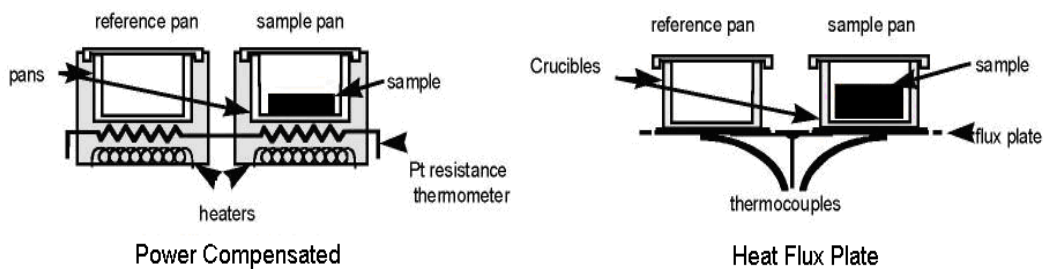 reference pan
sample pan
pans
sample
Pt resistance
thermometer
heaters
Power Compensated
reference pan
sample pan
Crucibles
sample
flux plate
thermocouples
Heat Flux Plate